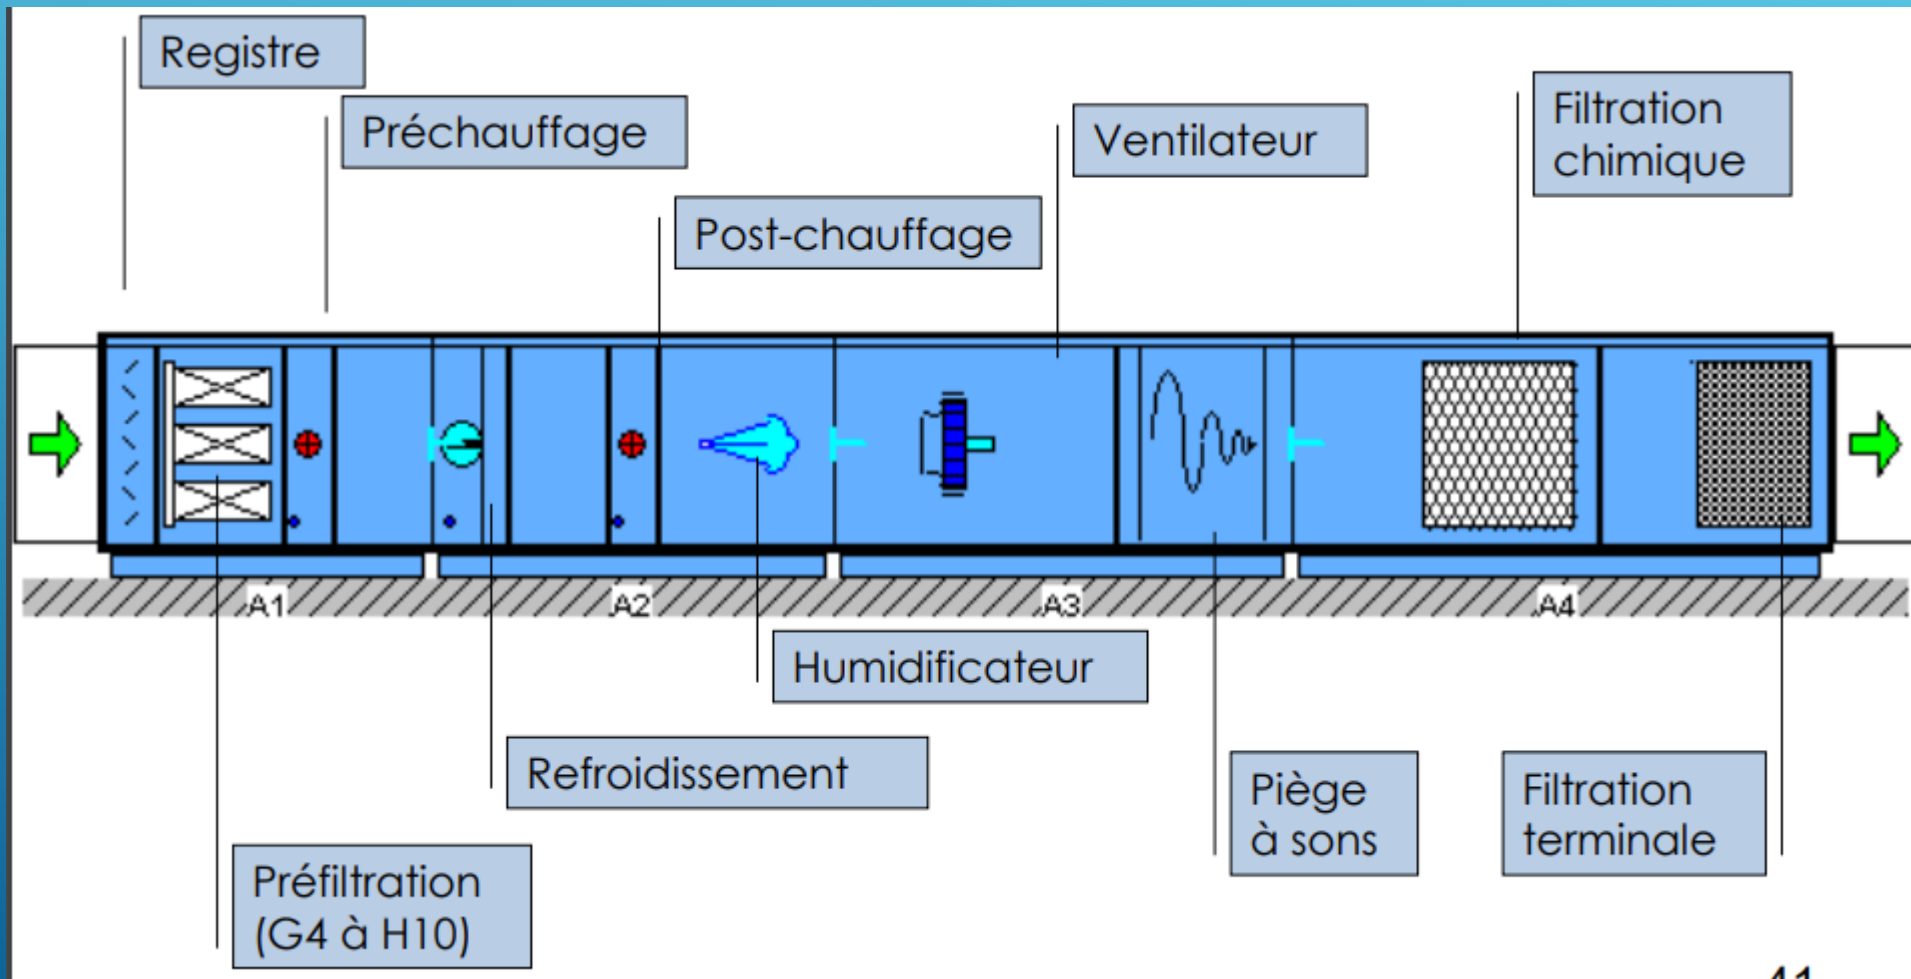 Registre
Préchauffage
Post-chauffage
Ventilateur
Filtration
chimique
A1
A2
A3
A4
Humidificateur
Refroidissement
Piège
à sons
Filtration
terminale
Préfiltration
(G4 à H10)
41